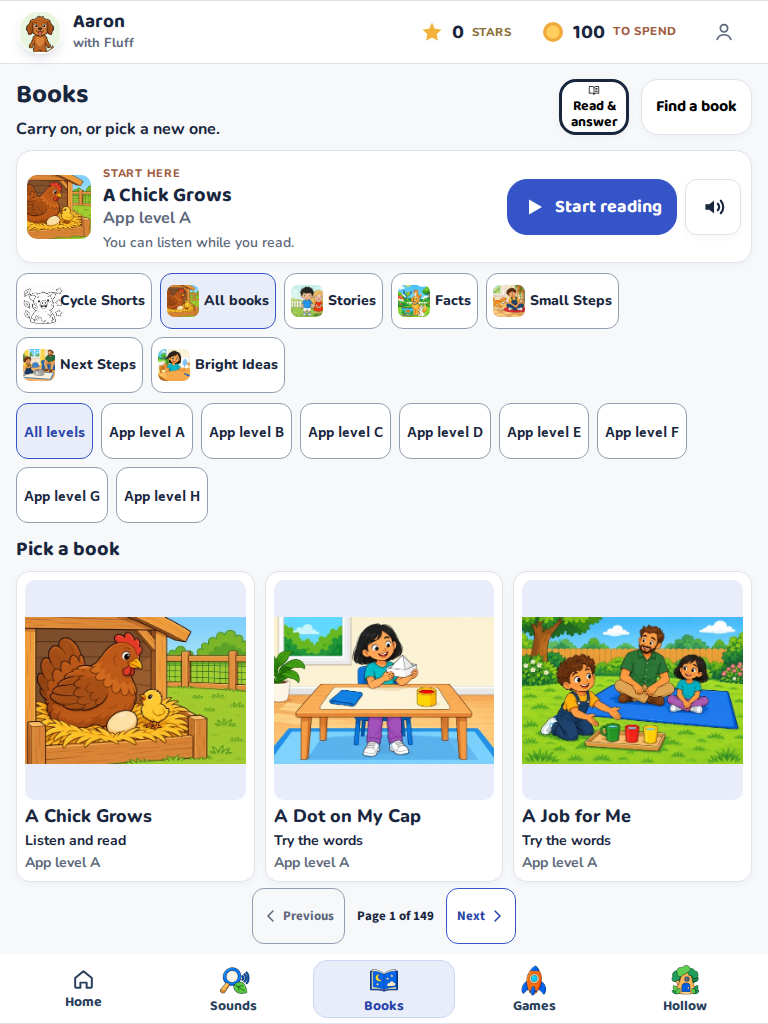 Aaron
with Fluff
0 STARS
100 TO SPEND
Books
Carry on, or pick a new one.
Read &
answer
Find a book
START HERE
A Chick Grows
App level A
You can listen while you read.
Start reading
Cycle Shorts
All books
Stories
Facts
Small Steps
Next Steps
Bright Ideas
All levels
App level A
App level B
App level C
App level D
App level E
App level F
App level G
App level H
Pick a book
A Chick Grows
Listen and read
App level A
A Dot on My Cap
Try the words
App level A
A Job for Me
Try the words
App level A
Previous
Page 1 of 149
Next
Home
Sounds
Books
Games
Hollow